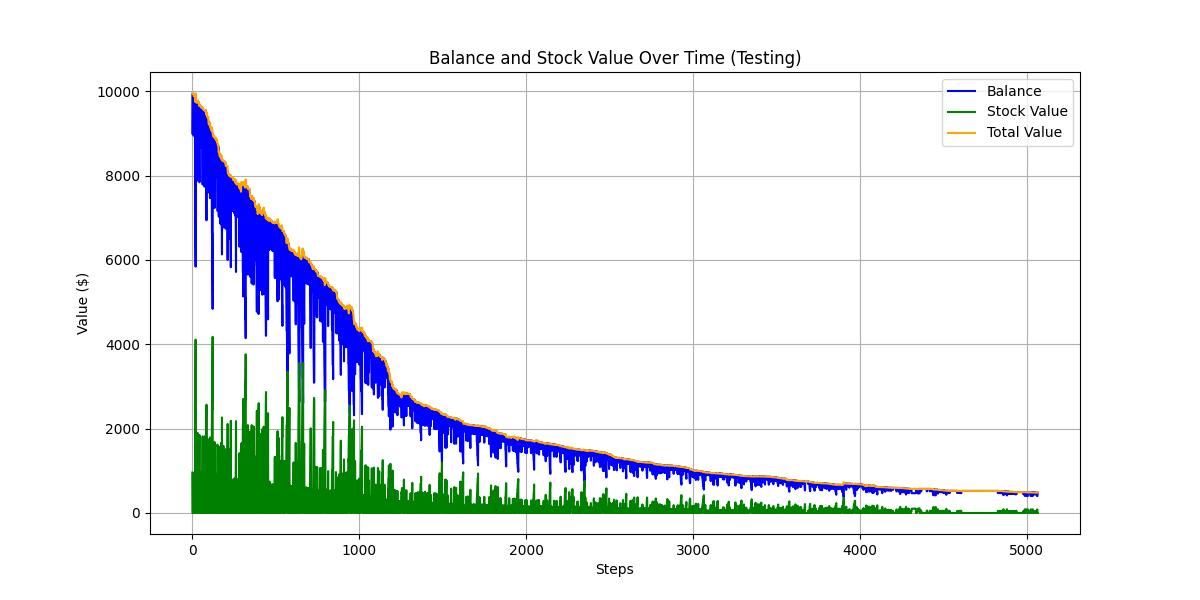 Balance and Stock Value Over Time (Testing)
Balance
Stock Value
Total Value
Value ($)
10000
8000
6000
4000
2000
0
0 1000 2000 3000 4000 5000
Steps